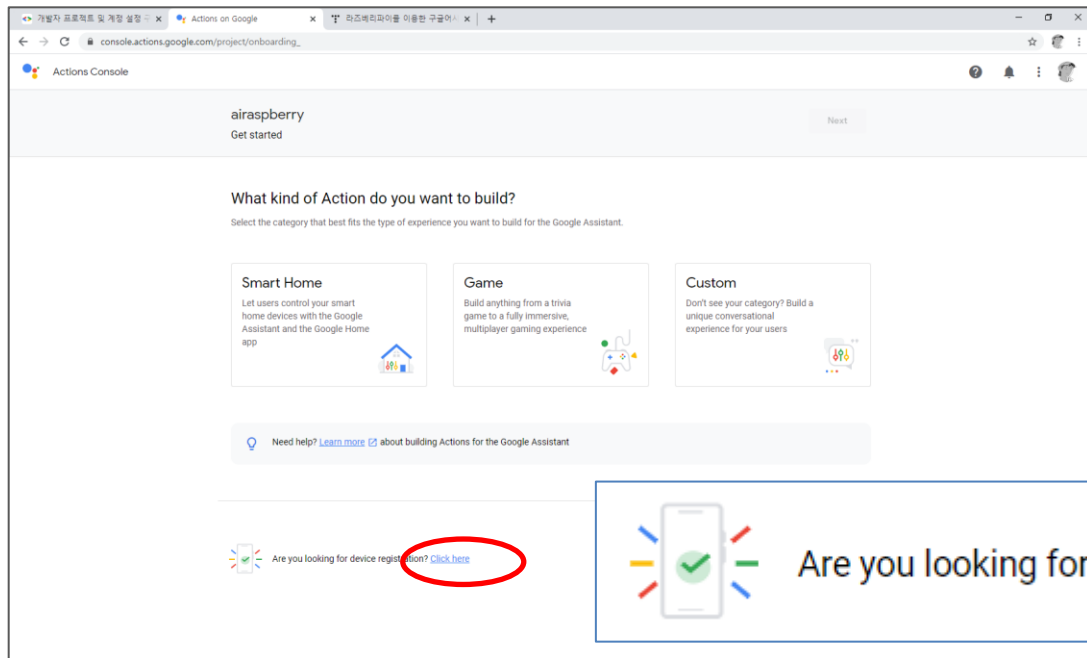 개발자 프로젝트 및 계정 설정 구
Actions on Google
라즈베리파이를 이용한 구글어시
console.actions.google.com/project/onboarding_
Actions Console
airaspberry
Get started
Next
What kind of Action do you want to build?
Select the category that best fits the type of experience you want to build for the Google Assistant.
Smart Home
Let users control your smart
home devices with the Google
Assistant and the Google Home
app
Game
Build anything from a trivia
game to a fully immersive,
multiplayer gaming experience
Custom
Don't see your category? Build a
unique conversational
experience for your users
Need help? Learn more about building Actions for the Google Assistant
Are you looking for device registration? Click here
Are you looking for